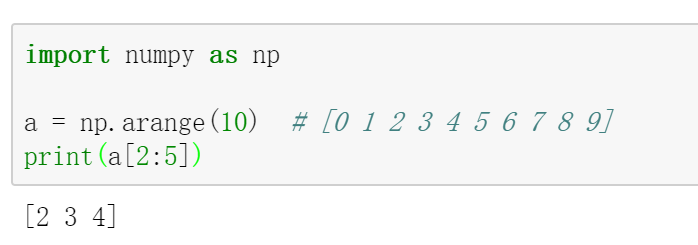 import numpy as np
a = np.arange(10)  # [0 1 2 3 4 5 6 7 8 9]
print(a[2:5])
[2 3 4]